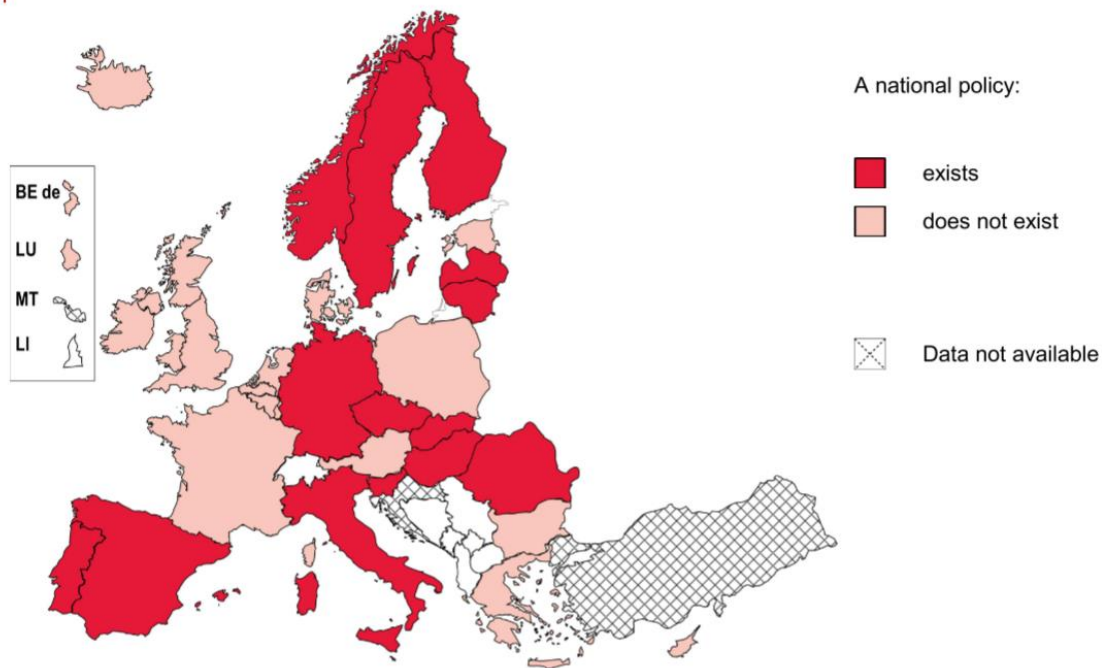 BE de
LU
MT
LI
A national policy:
exists
does not exist
Data not available